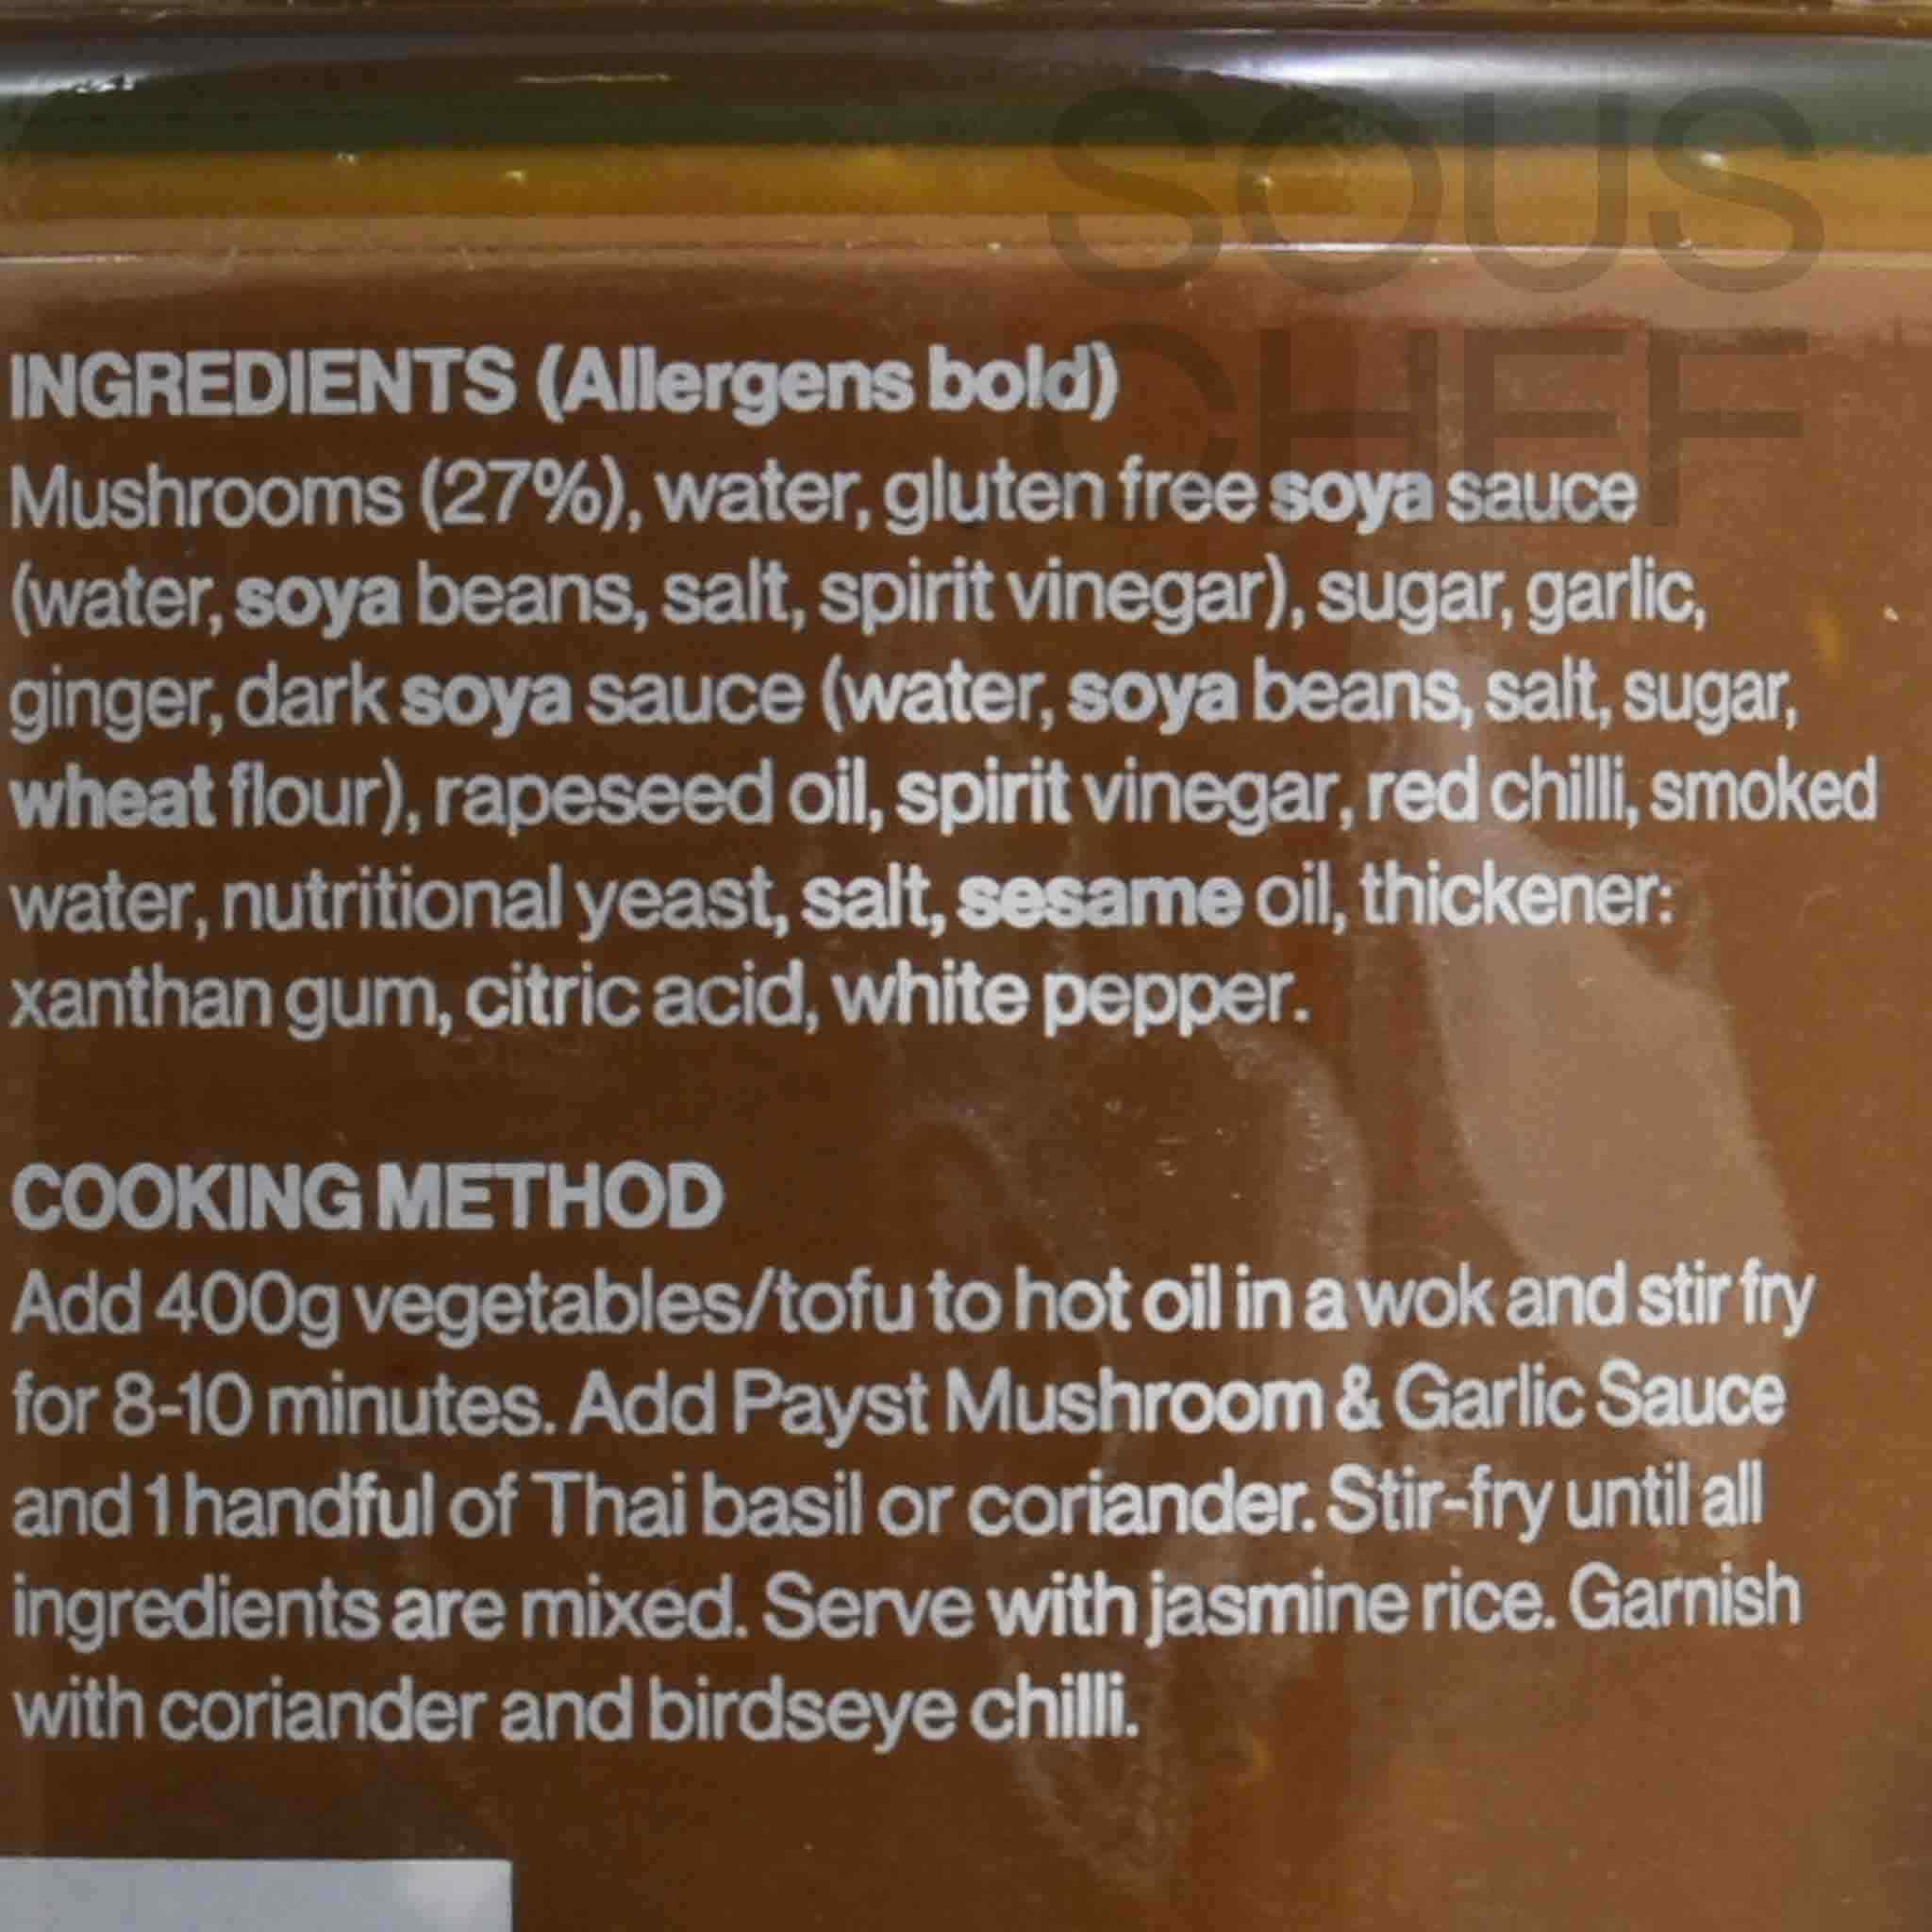 SOUS
CHEF
INGREDIENTS (Allergens bold)
Mushrooms (27%), water, gluten free soya sauce
(water, soya beans, salt, spirit vinegar), sugar, garlic,
ginger, dark soya sauce (water, soya beans, salt, sugar,
wheat flour), rapeseed oil, spirit vinegar, red chilli, smoked
water, nutritional yeast, salt, sesame oil, thickener:
xanthan gum, citric acid, white pepper.
COOKING METHOD
Add 400g vegetables/tofu to hot oil in a wok and stir fry
for 8-10 minutes. Add Payst Mushroom & Garlic Sauce
and 1 handful of Thai basil or coriander. Stir-fry until all
ingredients are mixed. Serve with jasmine rice. Garnish
with coriander and birdseye chilli.